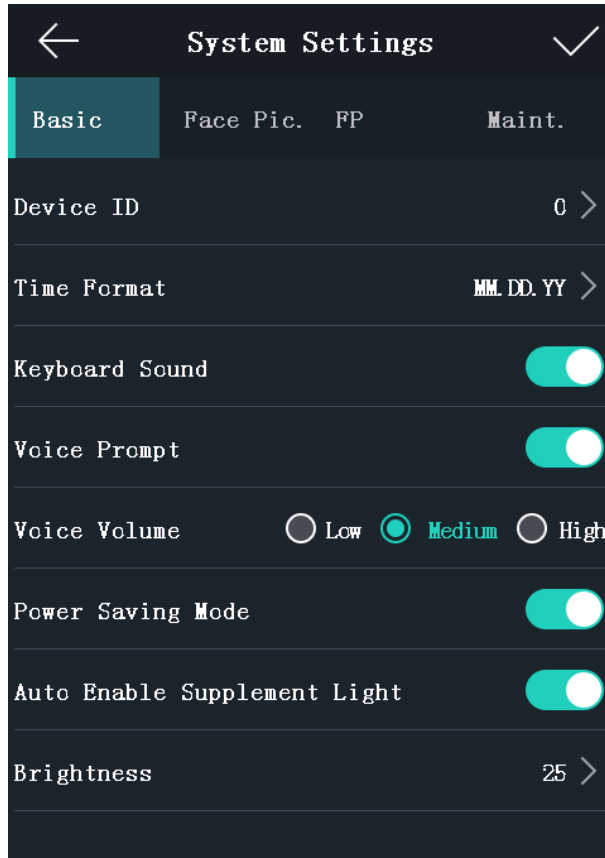 System Settings
Basic Face Pic. FP Maint.
Device ID 0
Time Format MM.DD.YY
Keyboard Sound
Voice Prompt
Voice Volume Low Medium High
Power Saving Mode
Auto Enable Supplement Light
Brightness 25